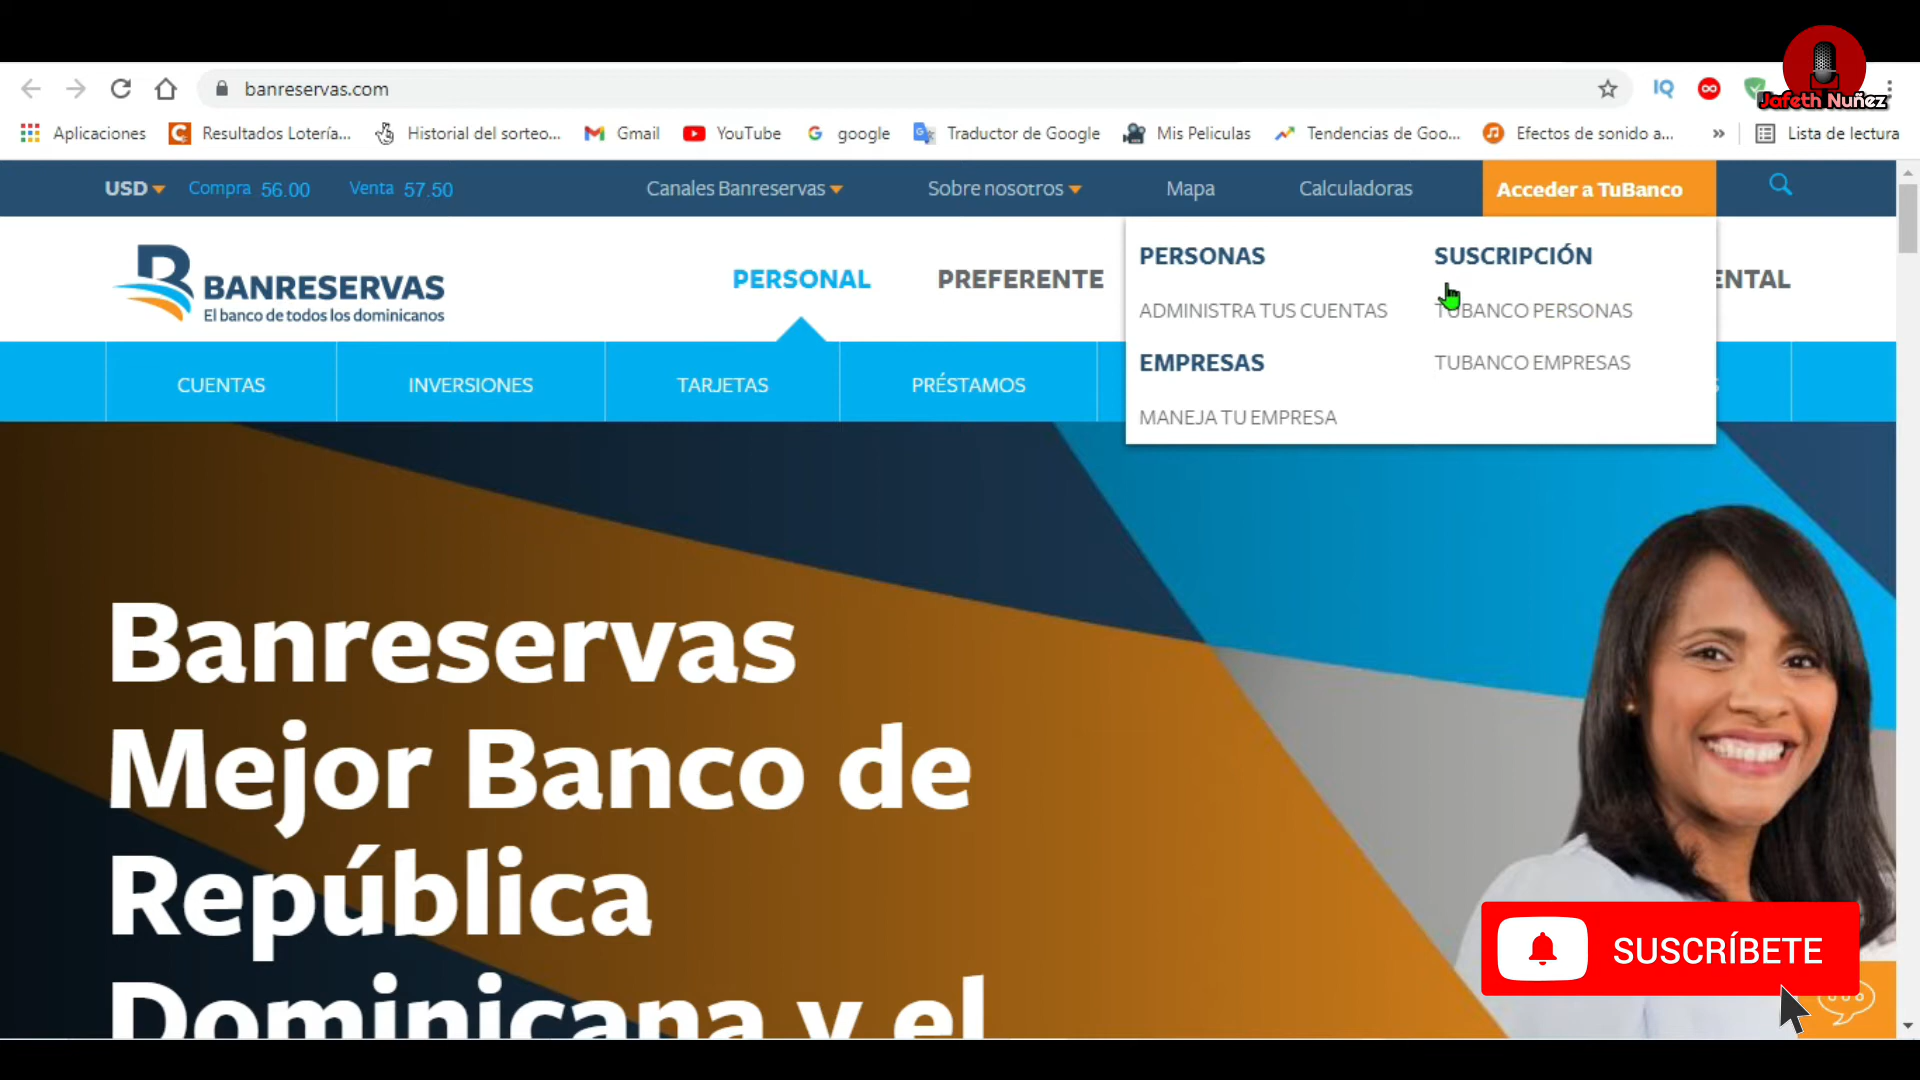 Jafeth Nuñez
banreservas.com
IQ
Aplicaciones
Resultados Lotería...
Historial del sorteo...
Gmail
YouTube
google
Traductor de Google
Mis Peliculas
Tendencias de Goo...
Efectos de sonido a...
»
Lista de lectura
USD
Compra 56.00
Venta 57.50
Canales Banreservas
Sobre nosotros
Mapa
Calculadoras
Acceder a TuBanco
BANRESERVAS
El banco de todos los dominicanos
PERSONAL
PREFERENTE
ENTAL
PERSONAS
ADMINISTRA TUS CUENTAS
EMPRESAS
MANEJA TU EMPRESA
SUSCRIPCIÓN
TUBANCO PERSONAS
TUBANCO EMPRESAS
CUENTAS
INVERSIONES
TARJETAS
PRÉSTAMOS
S
Banreservas
Mejor Banco de
República
Dominicana y el
SUSCRÍBETE